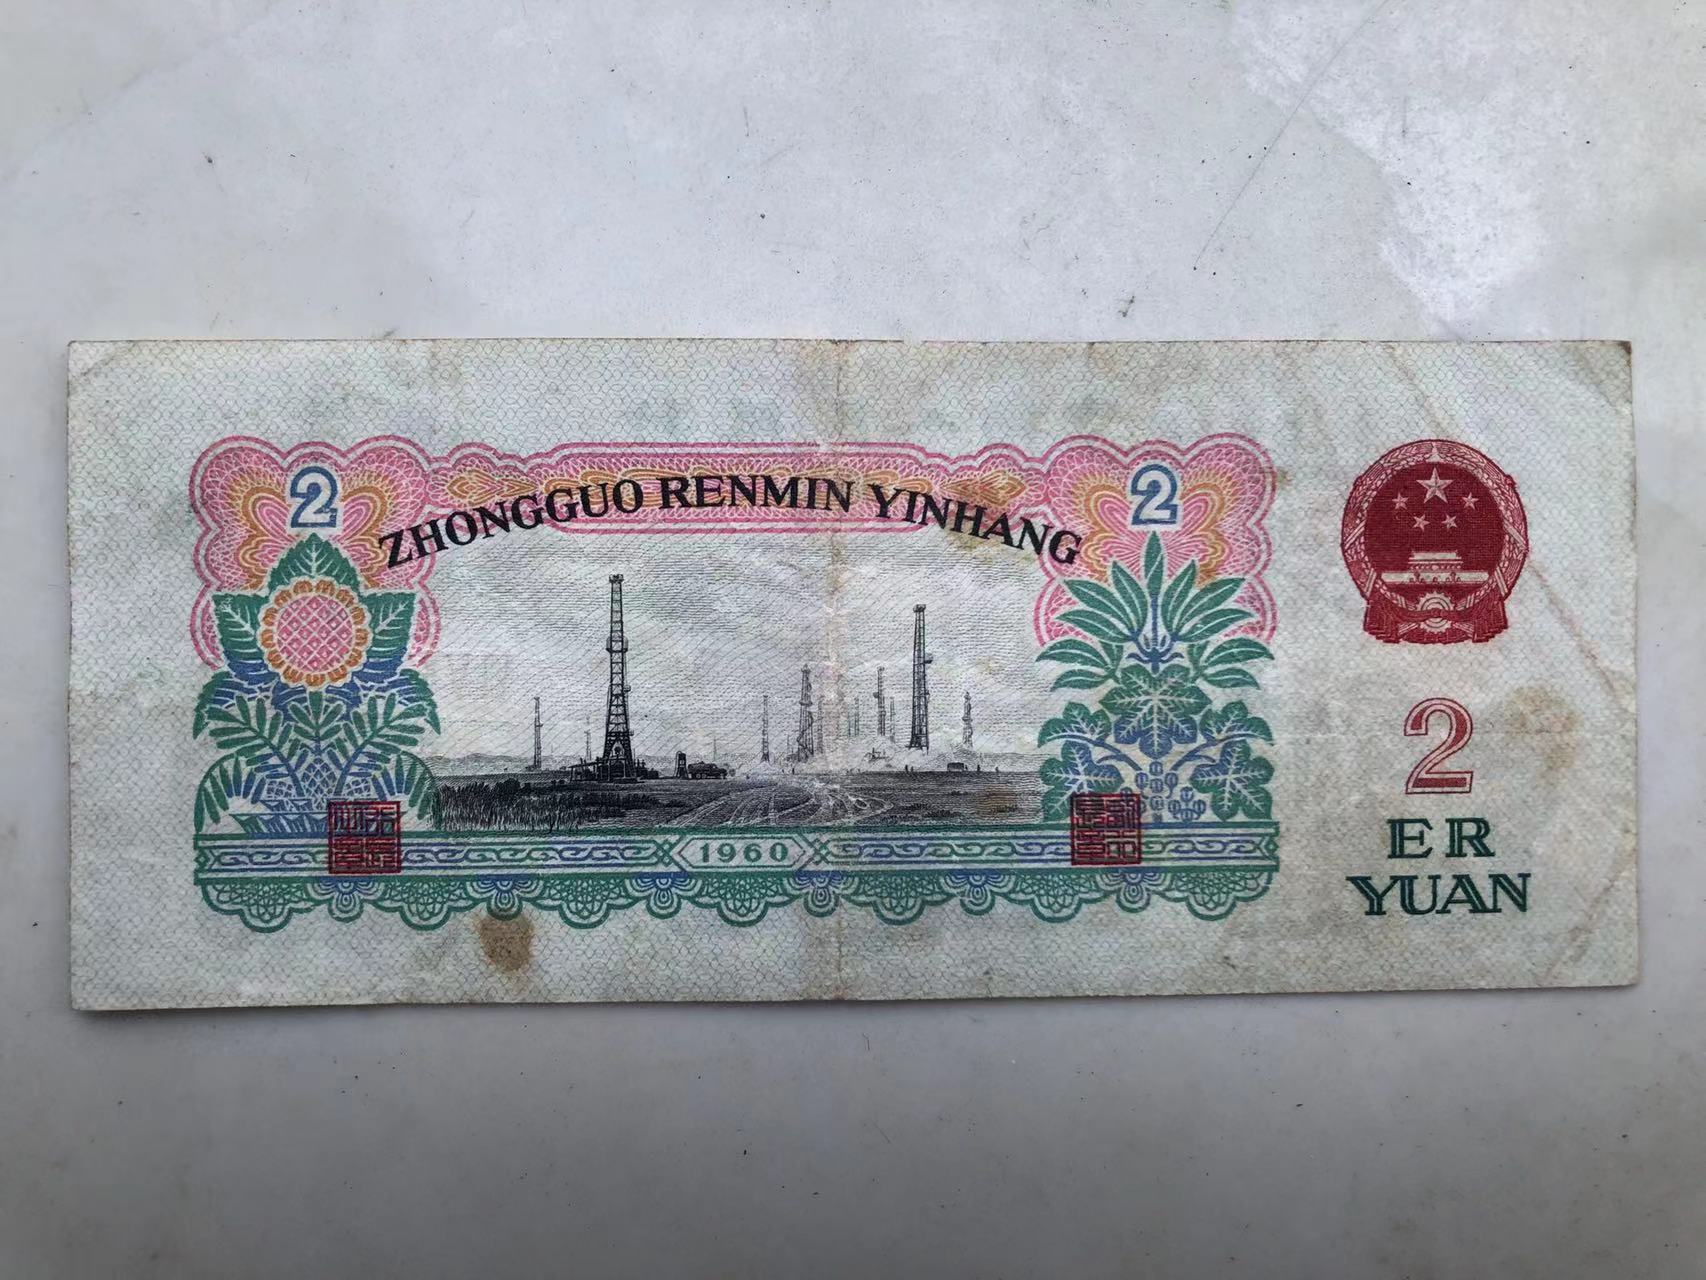 2
ZHONGGUO RENMIN YINHANG
2
1960
2
ER
YUAN